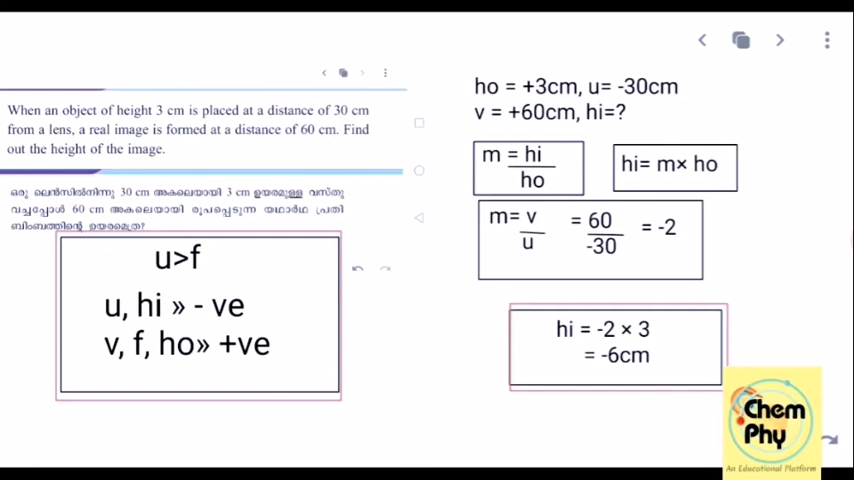 When an object of height 3 cm is placed at a distance of 30 cm
from a lens, a real image is formed at a distance of 60 cm. Find
out the height of the image.
ഒരു ലെൻസിൽനിന്നു 30 cm അകലെയായി 3 cm ഉയരമുള്ള വസ്തു
വച്ചപ്പോൾ 60 cm അകലെയായി രൂപപ്പെടുന്ന യഥാർഥ പ്രതി
ബിംബത്തിന്റെ ഉയരമെത്ര?
u>f
u, hi » - ve
v, f, ho» +ve
ho = +3cm, u= -30cm
v = +60cm, hi=?
m = hi
ho
hi= m× ho
m= v = 60 = -2
u -30
hi = -2 × 3
= -6cm
Chem
Phy
An Educational Platform